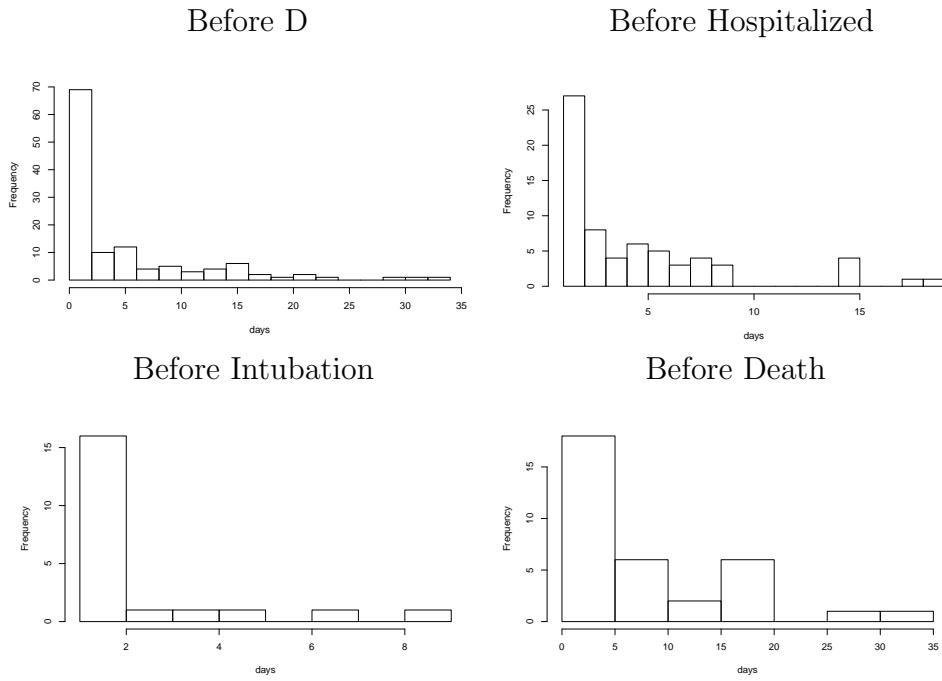 Before D
Before Hospitalized
Frequency
0 10 20 30 40 50 60 70
0 5 10 15 20 25 30 35
days
Frequency
0 5 10 15 20 25
5 10 15
days
Before Intubation
Before Death
Frequency
0 5 10 15
2 4 6 8
days
Frequency
0 5 10 15
0 5 10 15 20 25 30 35
days